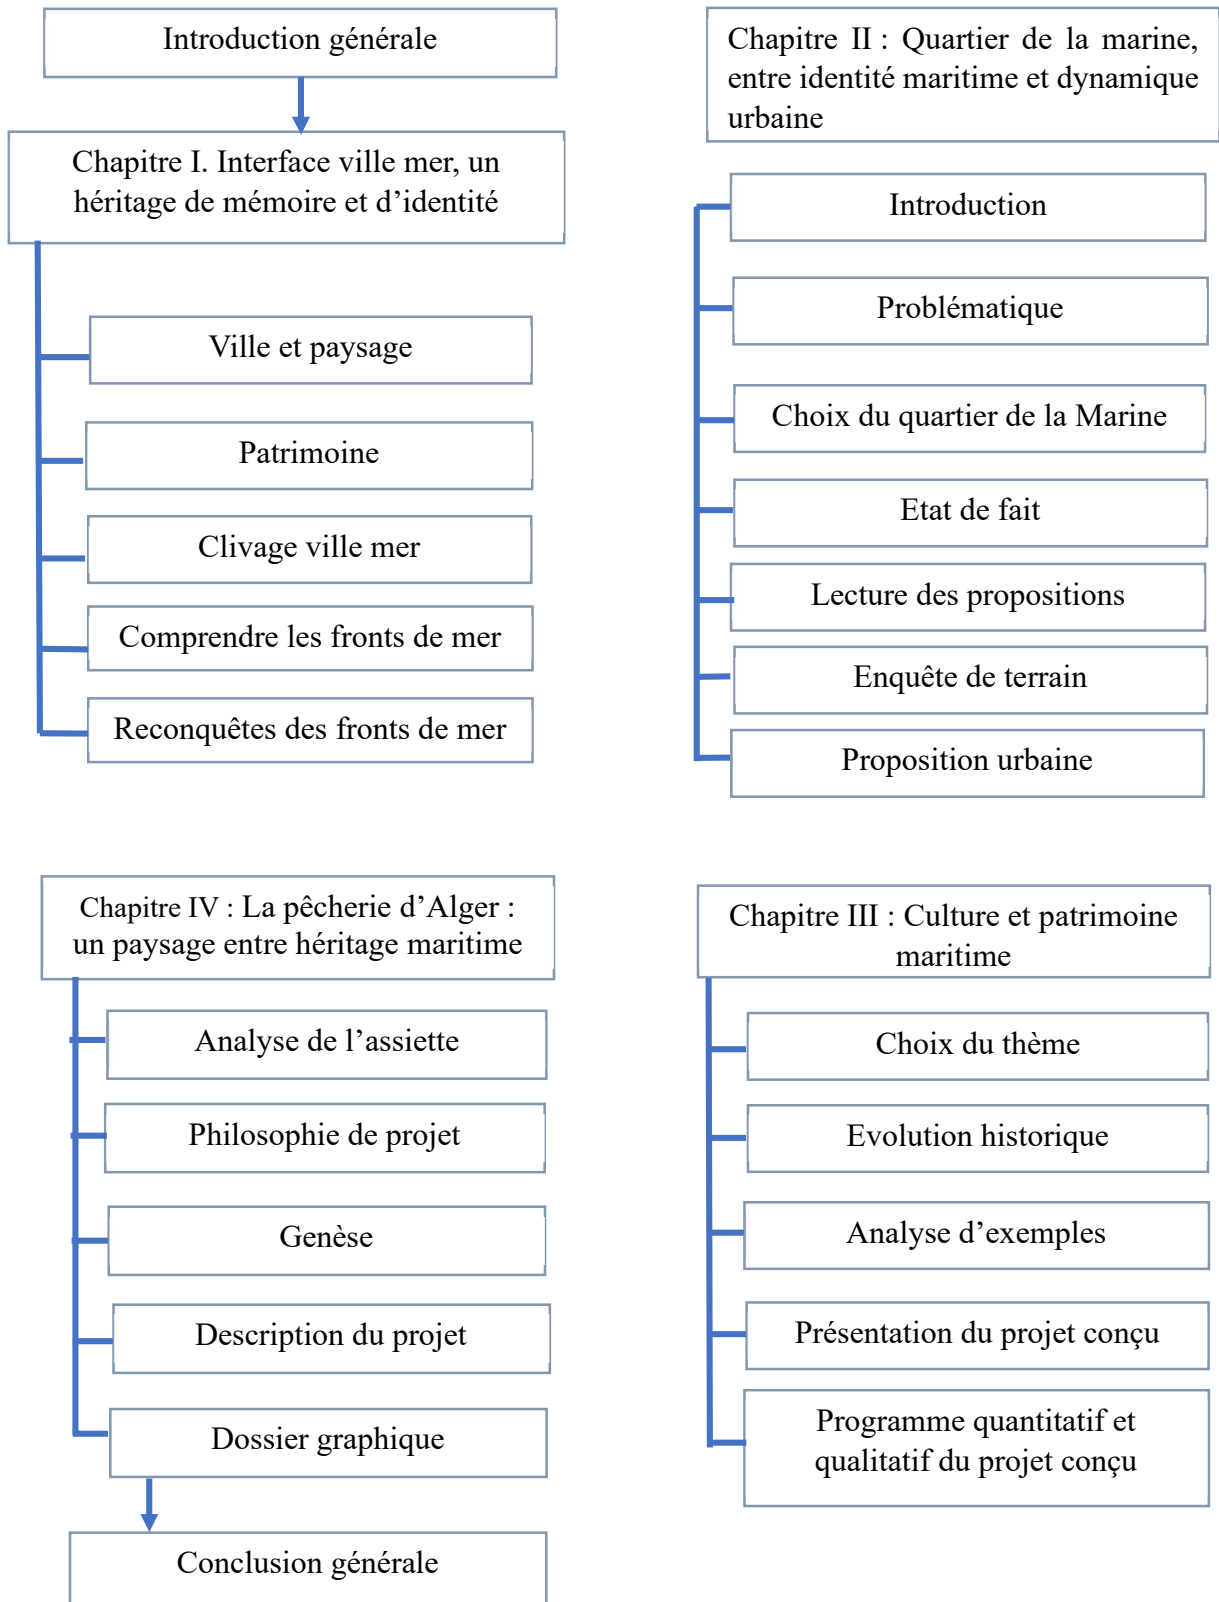 Introduction générale
Chapitre I. Interface ville mer, un
héritage de mémoire et d’identité
Ville et paysage
Patrimoine
Clivage ville mer
Comprendre les fronts de mer
Reconquêtes des fronts de mer
Chapitre II : Quartier de la marine,
entre identité maritime et dynamique
urbaine
Introduction
Problématique
Choix du quartier de la Marine
Etat de fait
Lecture des propositions
Enquête de terrain
Proposition urbaine
Chapitre III : Culture et patrimoine
maritime
Choix du thème
Evolution historique
Analyse d’exemples
Présentation du projet conçu
Programme quantitatif et
qualitatif du projet conçu
Chapitre IV : La pêcherie d’Alger :
un paysage entre héritage maritime
Analyse de l’assiette
Philosophie de projet
Genèse
Description du projet
Dossier graphique
Conclusion générale